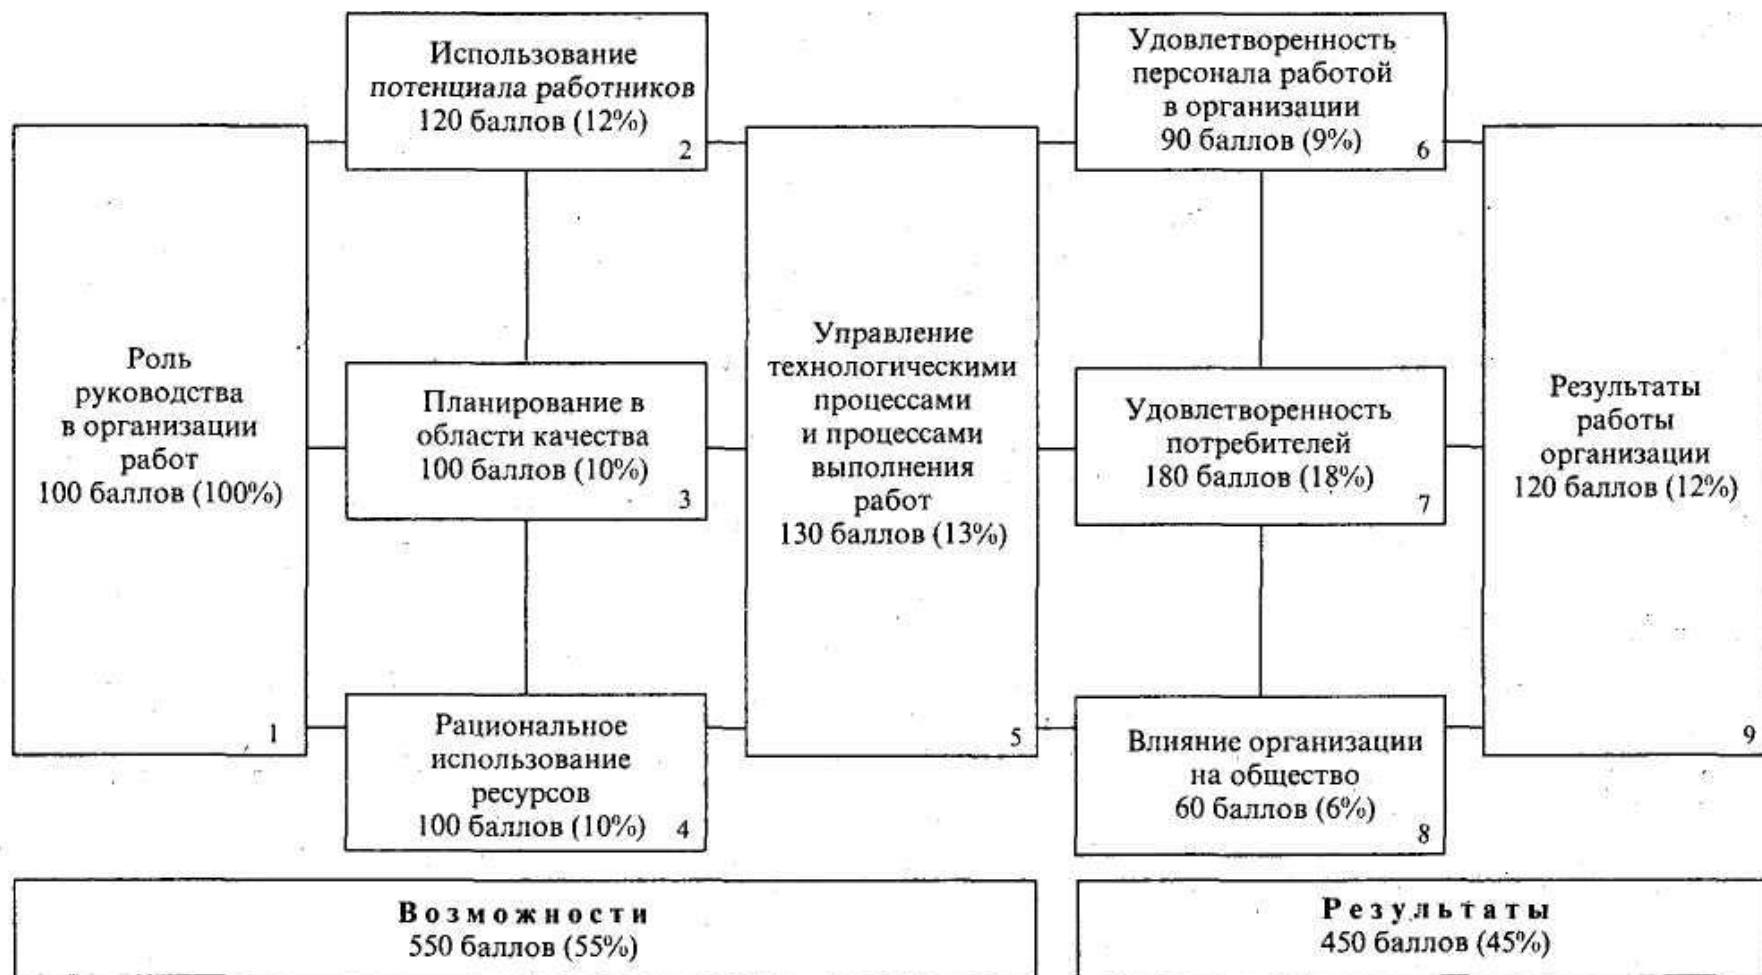 Роль
руководства
в организации
работ
100 баллов (100%)
1
Использование
потенциала работников
120 баллов (12%)
2
Планирование в
области качества
100 баллов (10%)
3
Рациональное
использование
ресурсов
100 баллов (10%)
4
Управление
технологическими
процессами
и процессами
выполнения
работ
130 баллов (13%)
5
Удовлетворенность
персонала работой
в организации
90 баллов (9%)
6
Удовлетворенность
потребителей
180 баллов (18%)
7
Влияние организации
на общество
60 баллов (6%)
8
Результаты
работы
организации
120 баллов (12%)
9
Возможности
550 баллов (55%)
Результаты
450 баллов (45%)